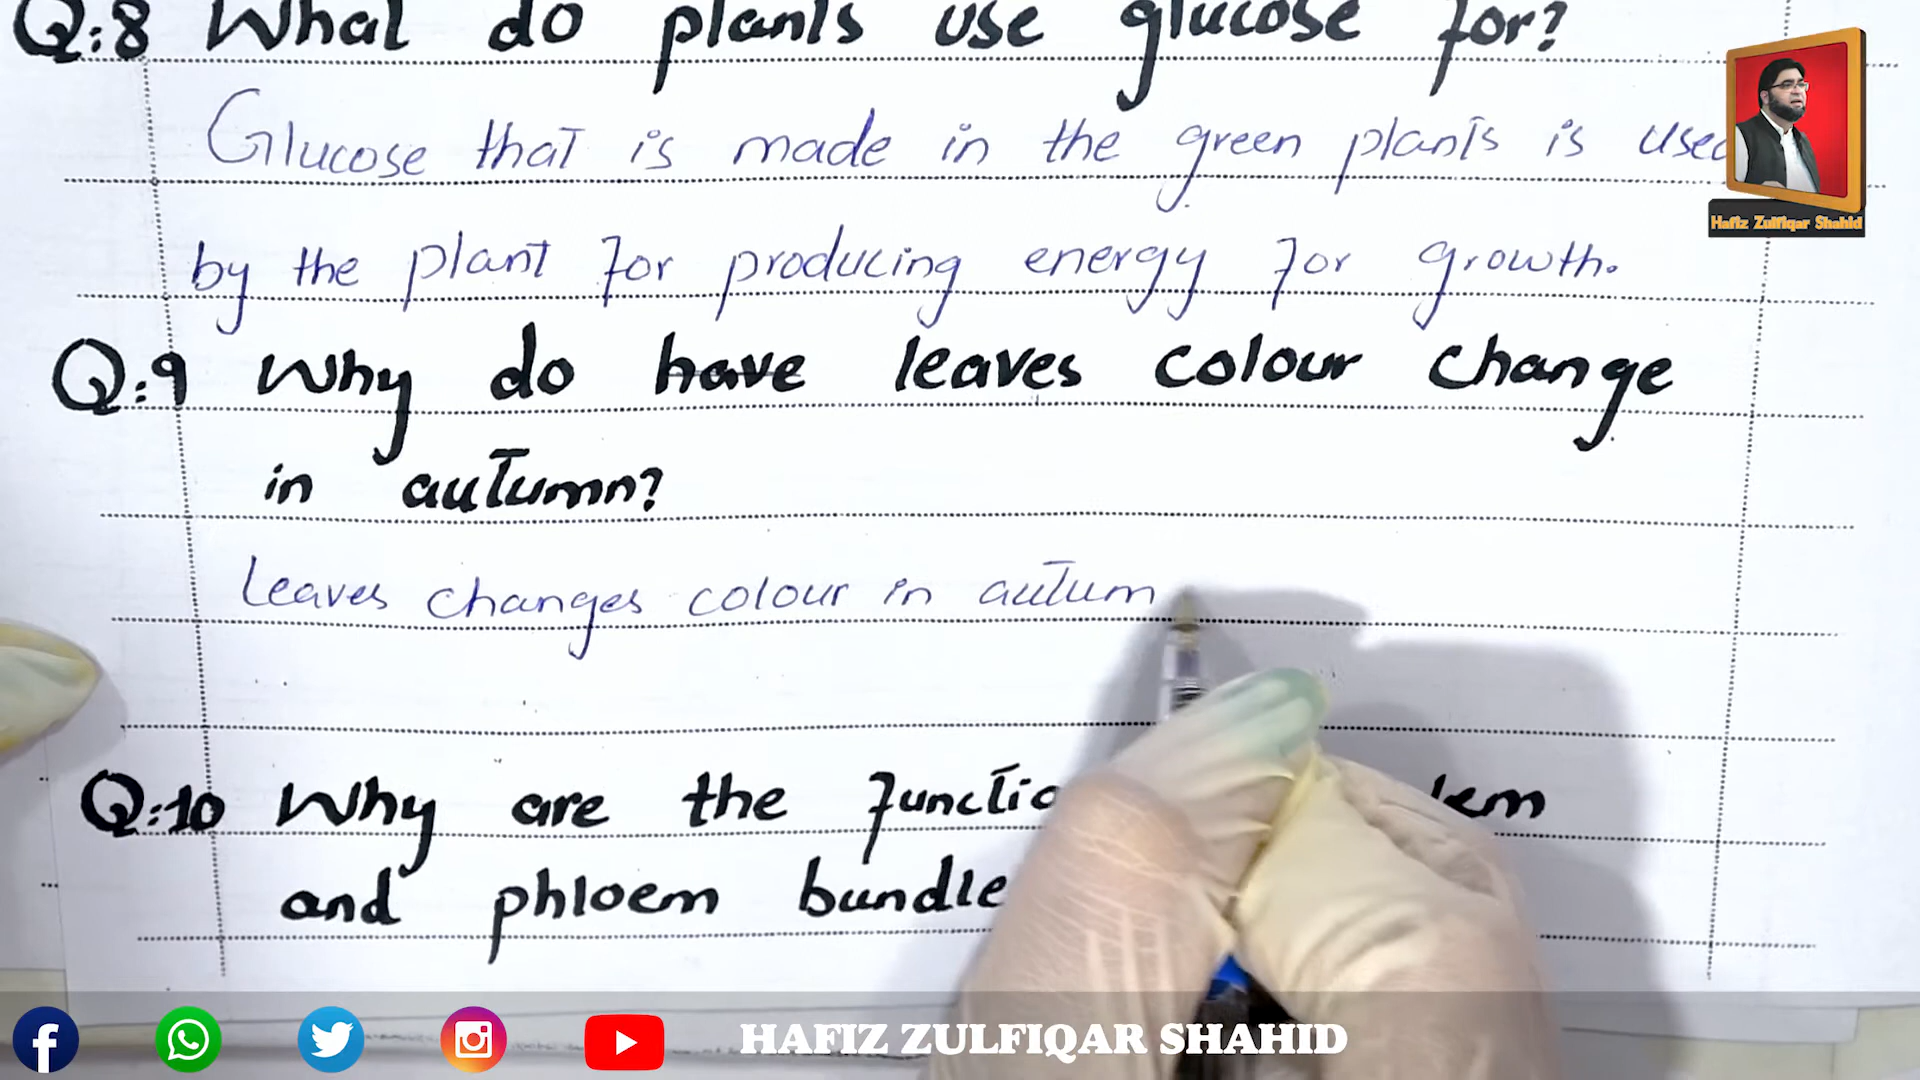 Q:8 What do plants use glucose for?
Glucose that is made in the green plants is used
by the plant for producing energy for growth.
Q:9 Why do have leaves colour change
in autumn?
Leaves changes colour in autum
Q:10 Why are the
and phloem bundle
Hafiz Zulfiqar Shahid
HAFIZ ZULFIQAR SHAHID